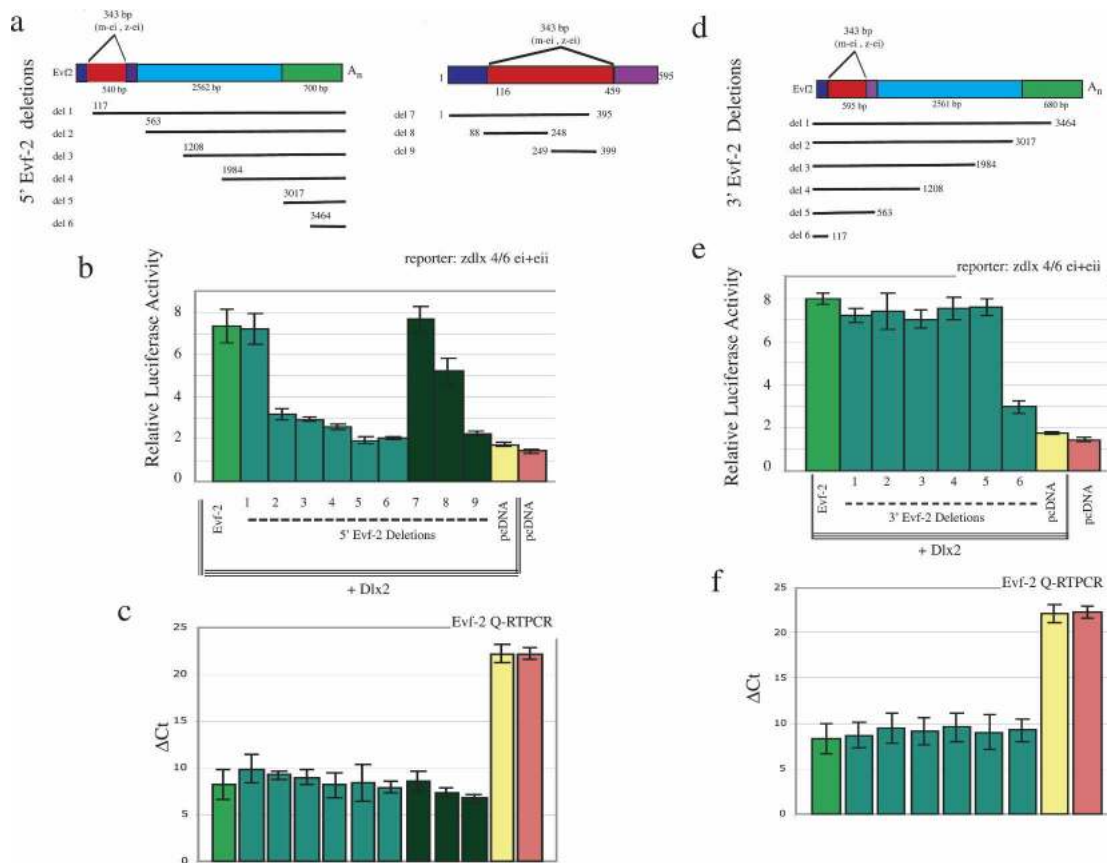 a
5' Evf-2 deletions
343 bp
(m-ei , z-ei)
Evf2
An
540 bp
2562 bp
700 bp
del 1
117
del 2
563
del 3
1208
del 4
1984
del 5
3017
del 6
3464
343 bp
(m-ei , z-ei)
1
595
116
459
del 7
1
395
del 8
88
248
del 9
249
399
b
reporter: zdlx 4/6 ei+eii
Relative Luciferase Activity
8
6
4
2
0
Evf-2
1 2 3 4 5 6 7 8 9
pcDNA
pcDNA
5' Evf-2 Deletions
+ Dlx2
c
Evf-2 Q-RTPCR
ΔCt
25
20
15
10
5
0
d
3' Evf-2 Deletions
343 bp
(m-ei , z-ei)
Evf2
An
595 bp
2561bp
680 bp
del 1
3464
del 2
3017
del 3
1984
del 4
1208
del 5
563
del 6
117
e
reporter: zdlx 4/6 ei+eii
Relative Luciferase Activity
8
6
4
2
0
Evf-2
1 2 3 4 5 6
pcDNA
pcDNA
3' Evf-2 Deletions
+ Dlx2
f
Evf-2 Q-RTPCR
ΔCt
25
20
15
10
5
0